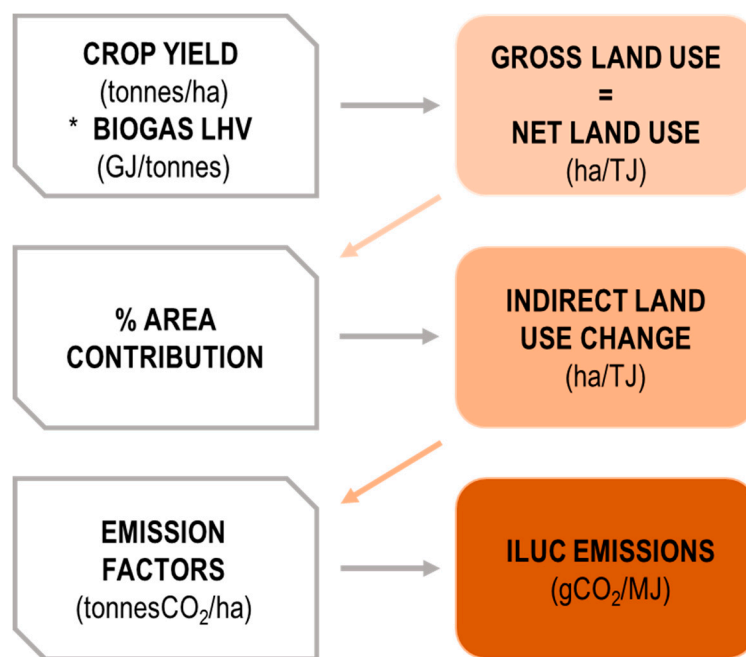 CROP YIELD
(tonnes/ha)
* BIOGAS LHV
(GJ/tonnes)
GROSS LAND USE
=
NET LAND USE
(ha/TJ)
% AREA
CONTRIBUTION
INDIRECT LAND
USE CHANGE
(ha/TJ)
EMISSION
FACTORS
(tonnesCO₂/ha)
ILUC EMISSIONS
(gCO₂/MJ)